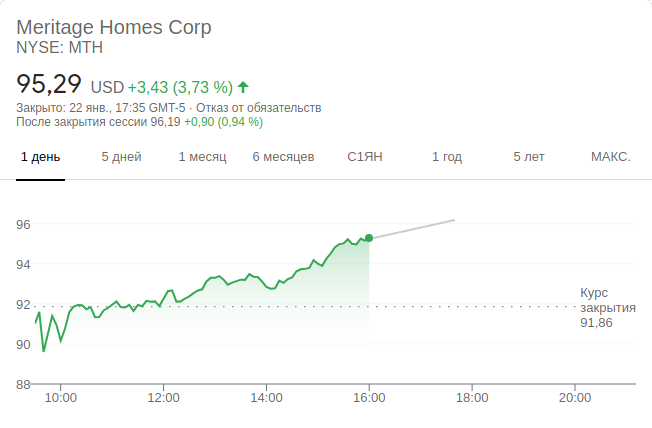 Meritage Homes Corp
NYSE: MTH
95,29 USD +3,43 (3,73 %)
Закрыто: 22 янв., 17:35 GMT-5 · Отказ от обязательств
После закрытия сессии 96,19 +0,90 (0,94 %)
1 день 5 дней 1 месяц 6 месяцев С1ЯН 1 год 5 лет МАКС.
96
94
92
90
88
Курс
закрытия
91,86
10:00 12:00 14:00 16:00 18:00 20:00